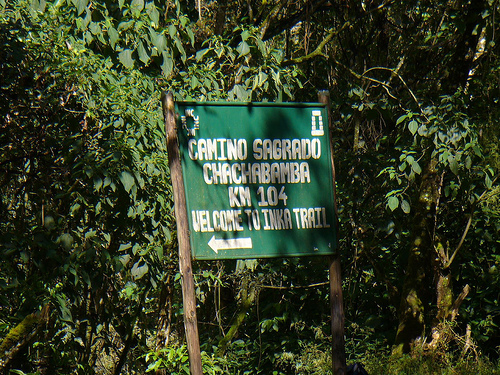 CAMINO SAGRADO
CHACHABAMBA
KM 104
WELCOME TO INKA TRAIL